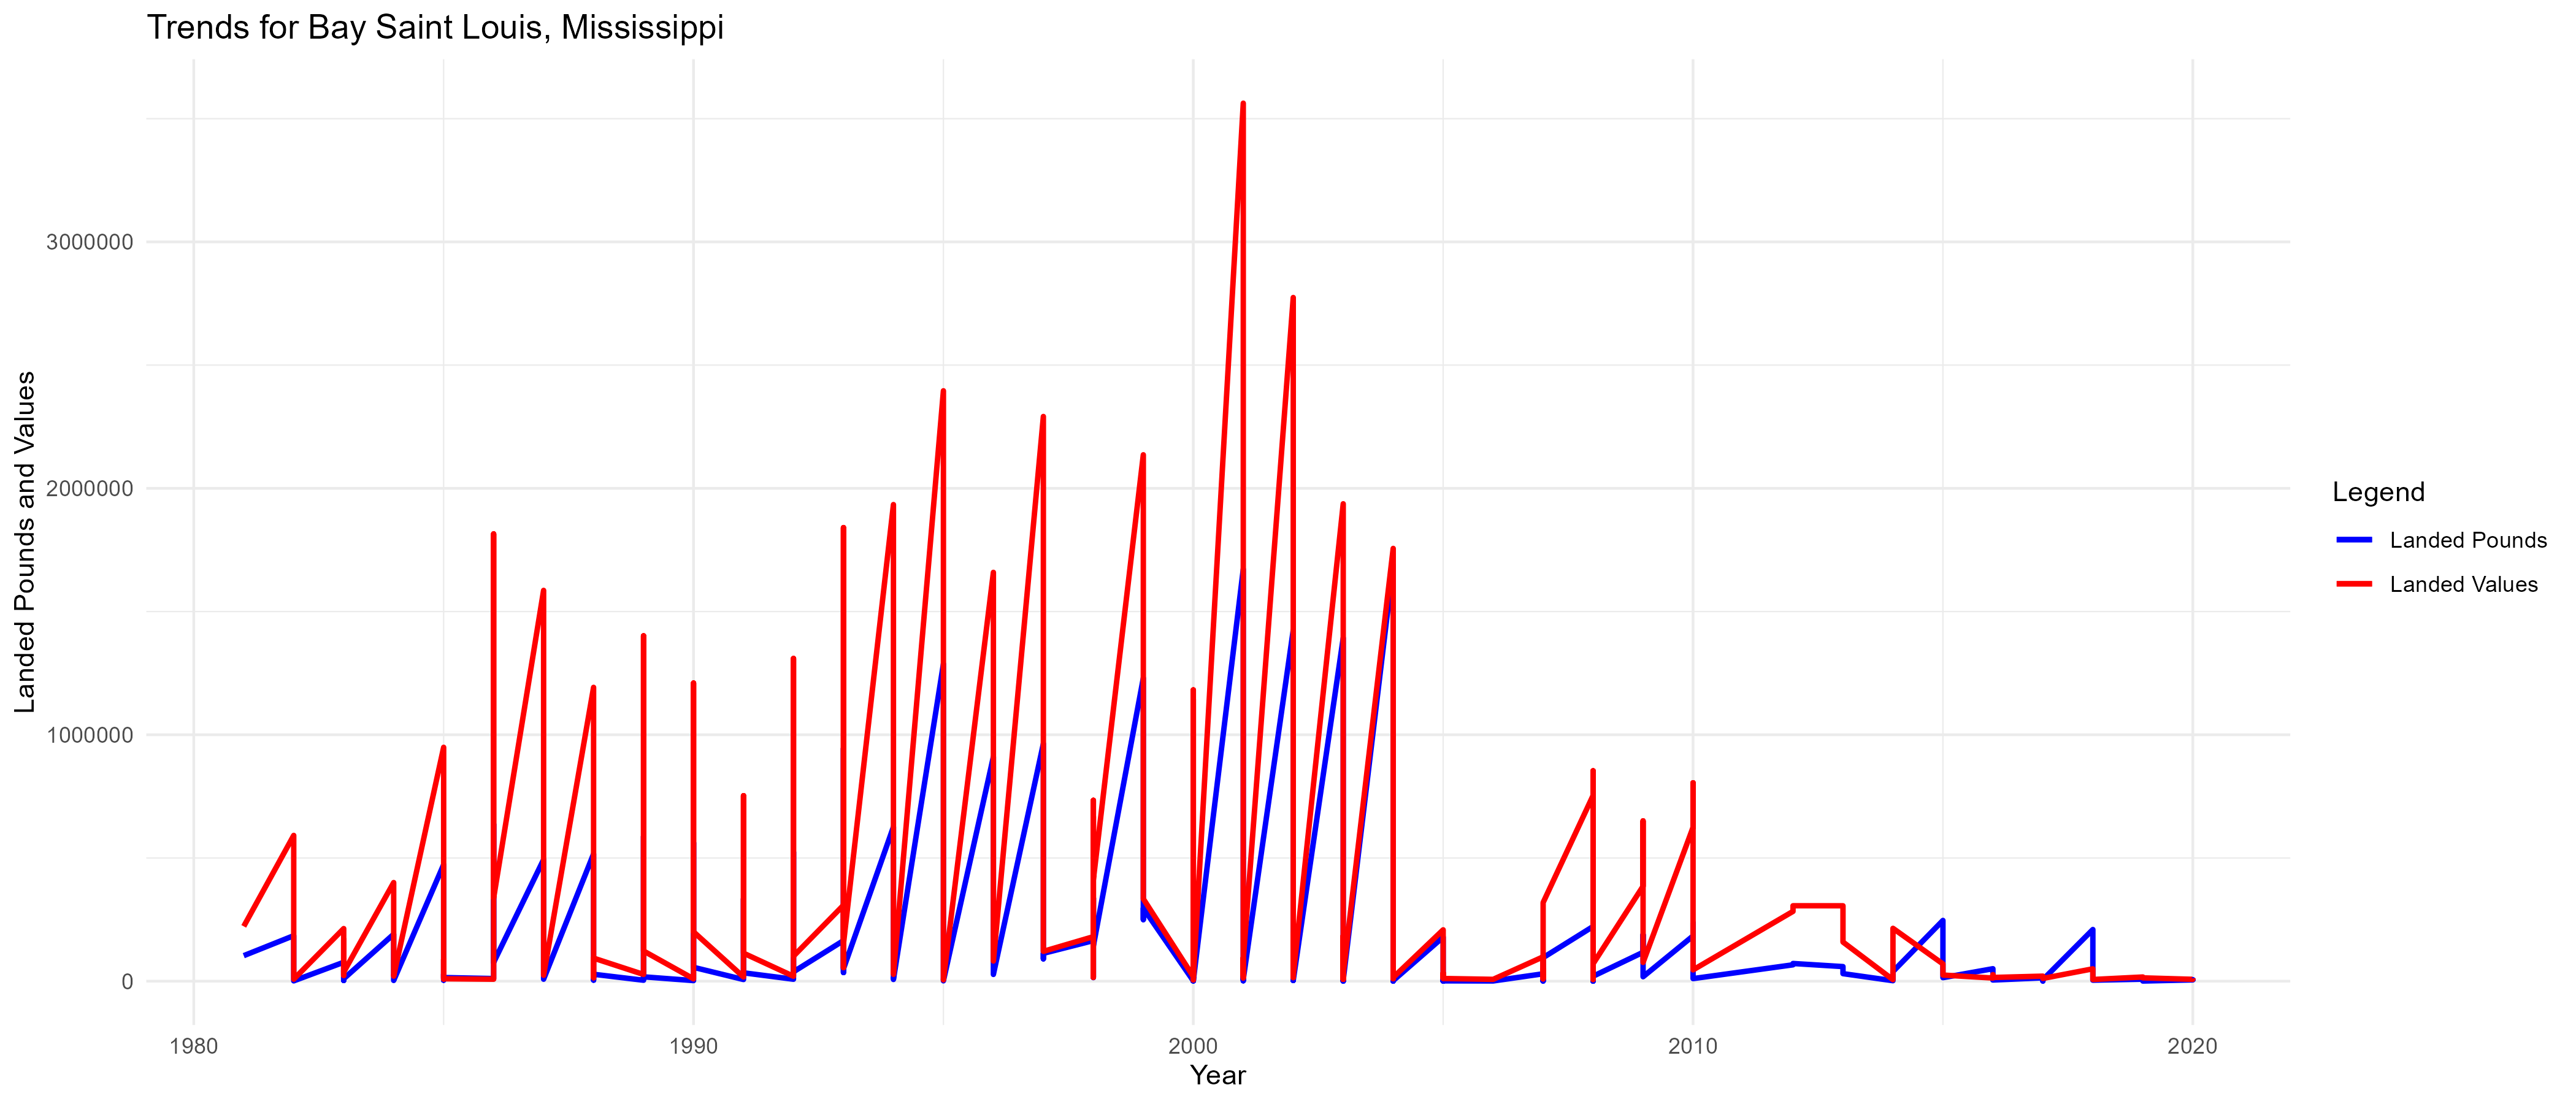 Trends for Bay Saint Louis, Mississippi
Landed Pounds and Values
3000000
2000000
1000000
0
1980
1990
2000
2010
2020
Year
Legend
Landed Pounds
Landed Values